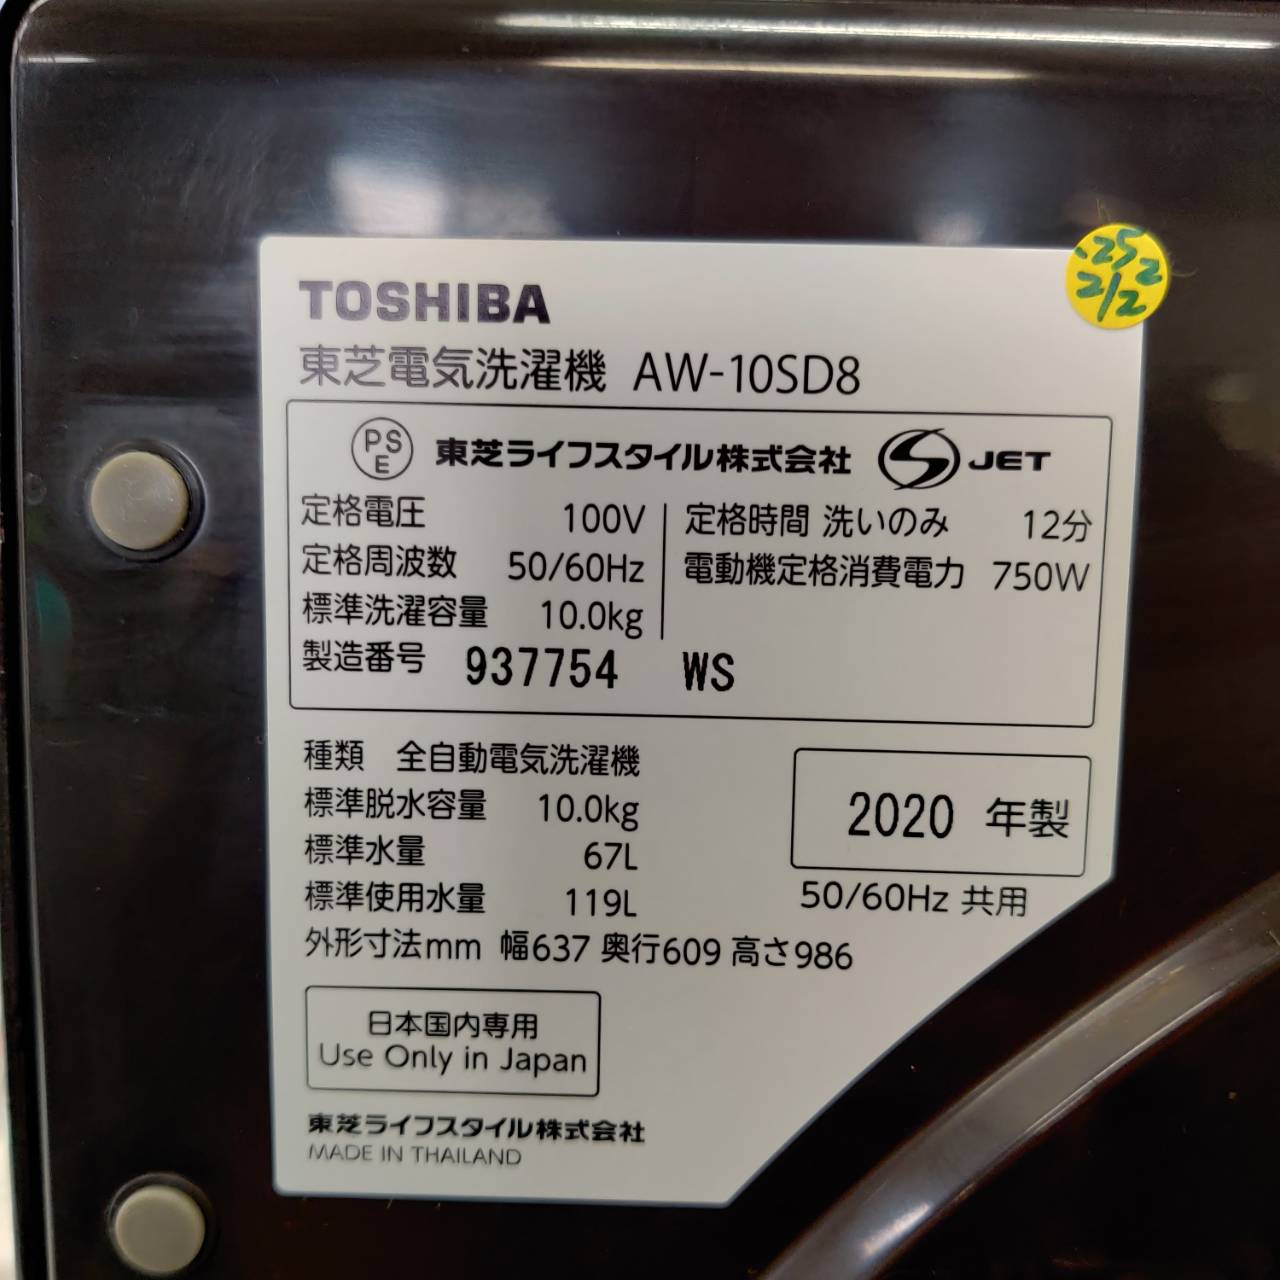 .25 2
2/2
TOSHIBA
東芝電気洗濯機 AW-10SD8
PSE 東芝ライフスタイル株式会社 JET
定格電圧 100V
定格周波数 50/60Hz
標準洗濯容量 10.0kg
定格時間 洗いのみ 12分
電動機定格消費電力 750W
製造番号 937754 WS
種類 全自動電気洗濯機
標準脱水容量 10.0kg
標準水量 67L
標準使用水量 119L
外形寸法mm 幅637 奥行609 高さ986
2020 年製
50/60Hz 共用
日本国内専用
Use Only in Japan
東芝ライフスタイル株式会社
MADE IN THAILAND